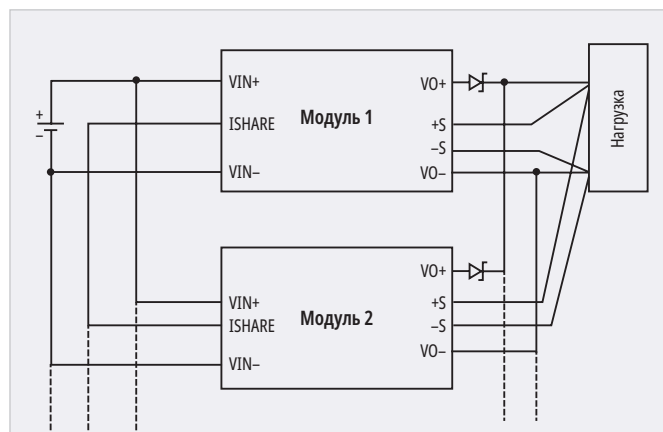 VIN+
VO+
+
ISHARE
Модуль 1
+S
Нагрузка
–
–S
VIN–
VO–
VO+
VIN+
+S
ISHARE
Модуль 2
–S
VO–
VIN–